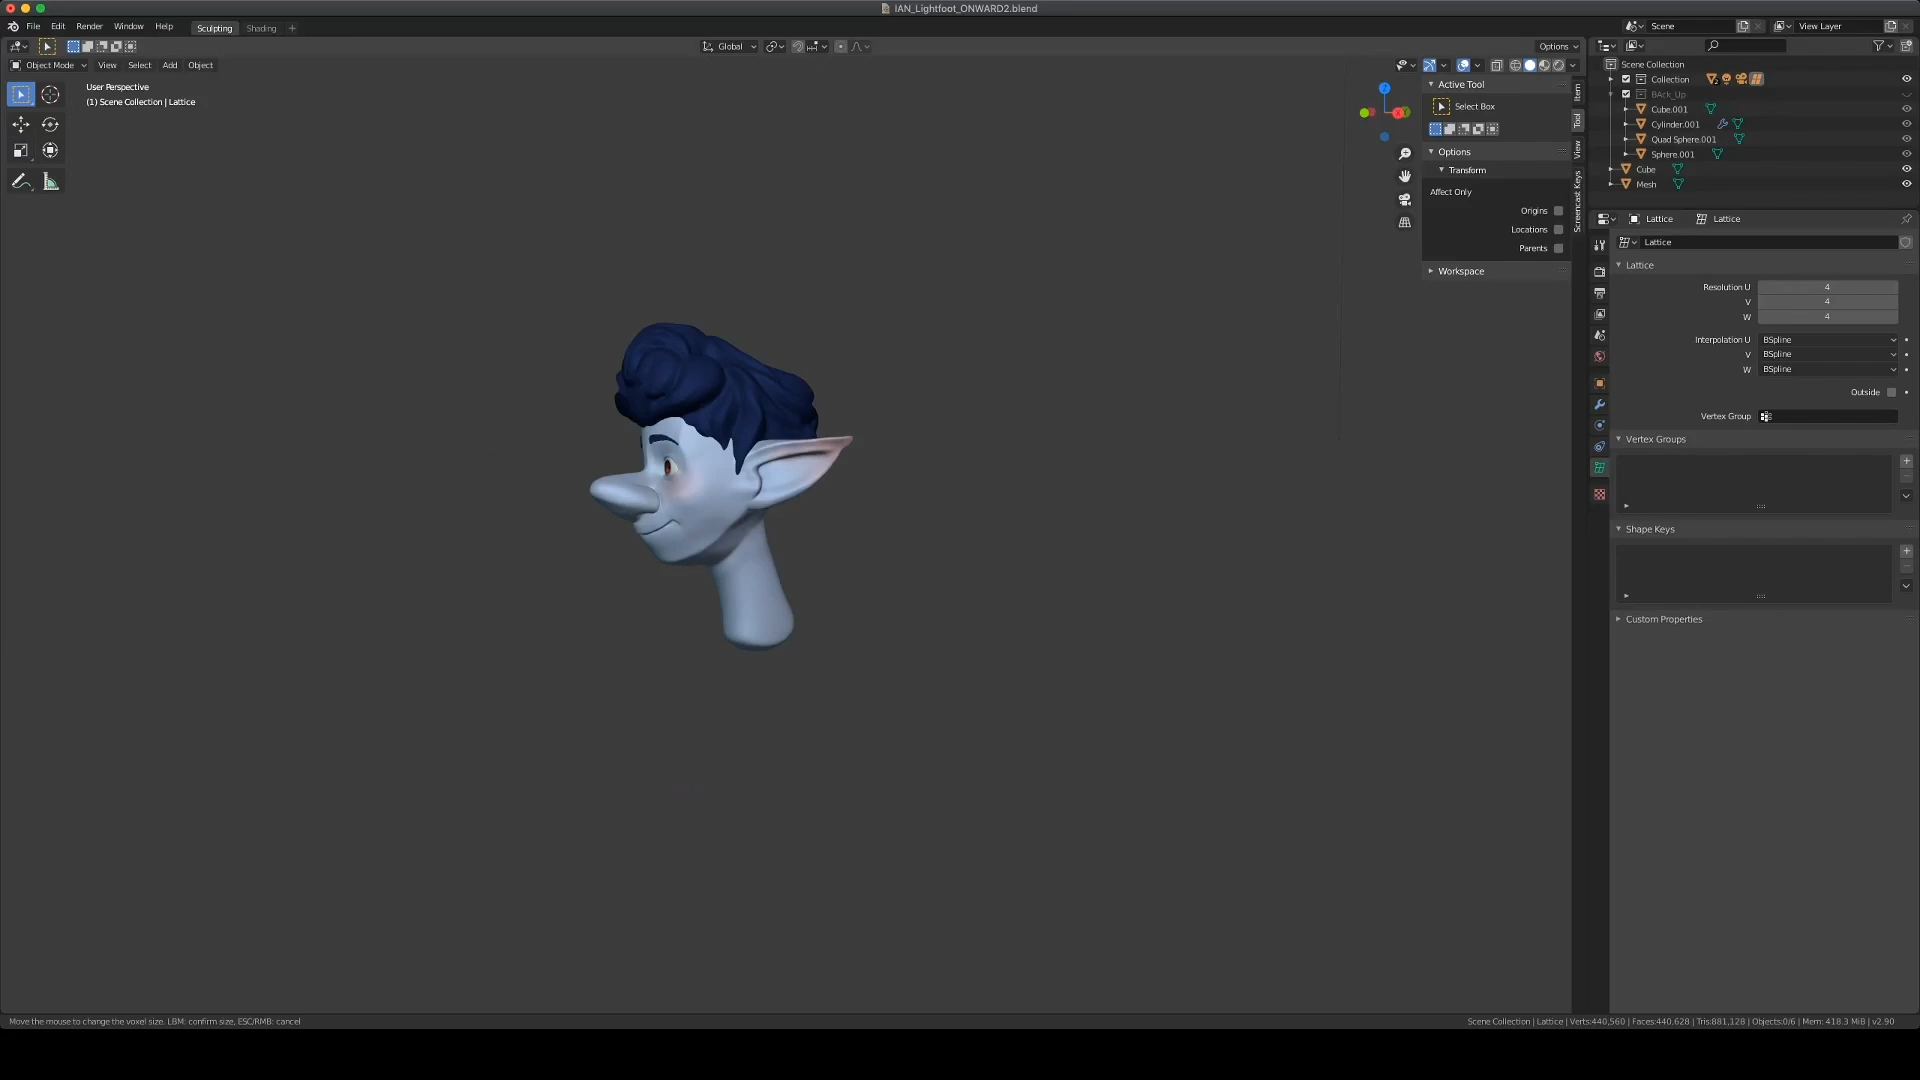 IAN_Lightfoot_ONWARD2.blend
File Edit Render Window Help Sculpting Shading +
Scene
View Layer
Global
Options
Object Mode View Select Add Object
User Perspective
(1) Scene Collection | Lattice
Active Tool
Select Box
Options
Transform
Affect Only
Origins
Locations
Parents
Workspace
Item
Tool
View
Screencast Keys
Scene Collection
Collection
BAck_Up
Cube.001
Cylinder.001
Quad Sphere.001
Sphere.001
Cube
Mesh
Lattice Lattice
Lattice
Lattice
Resolution U 4
V 4
W 4
Interpolation U BSpline
V BSpline
W BSpline
Outside
Vertex Group
Vertex Groups
Shape Keys
Custom Properties
Move the mouse to change the voxel size. LBM: confirm size, ESC/RMB: cancel
Scene Collection | Lattice | Verts:440,560 | Faces:440,628 | Tris:881,128 | Objects:0/6 | Mem: 418.3 MiB | v2.90